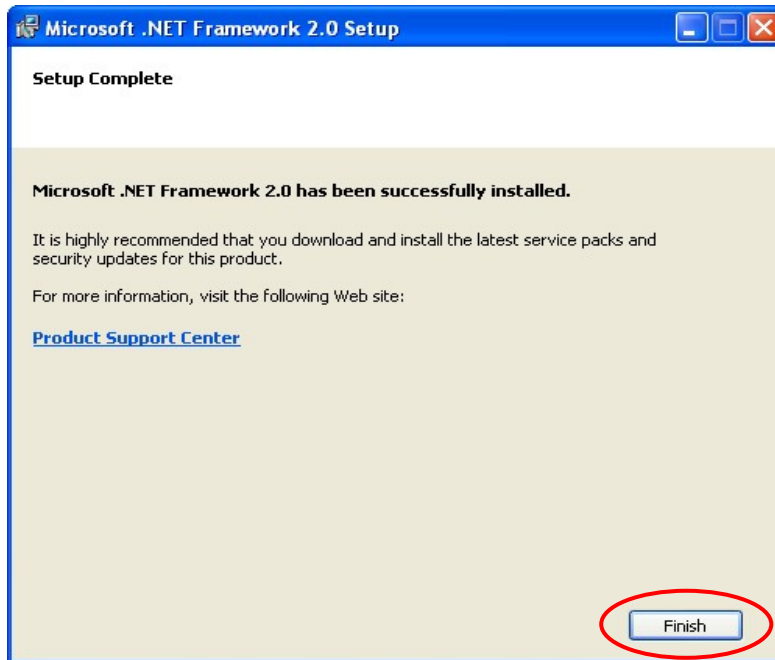 Microsoft .NET Framework 2.0 Setup
Setup Complete
Microsoft .NET Framework 2.0 has been successfully installed.
It is highly recommended that you download and install the latest service packs and
security updates for this product.
For more information, visit the following Web site:
Product Support Center
Finish